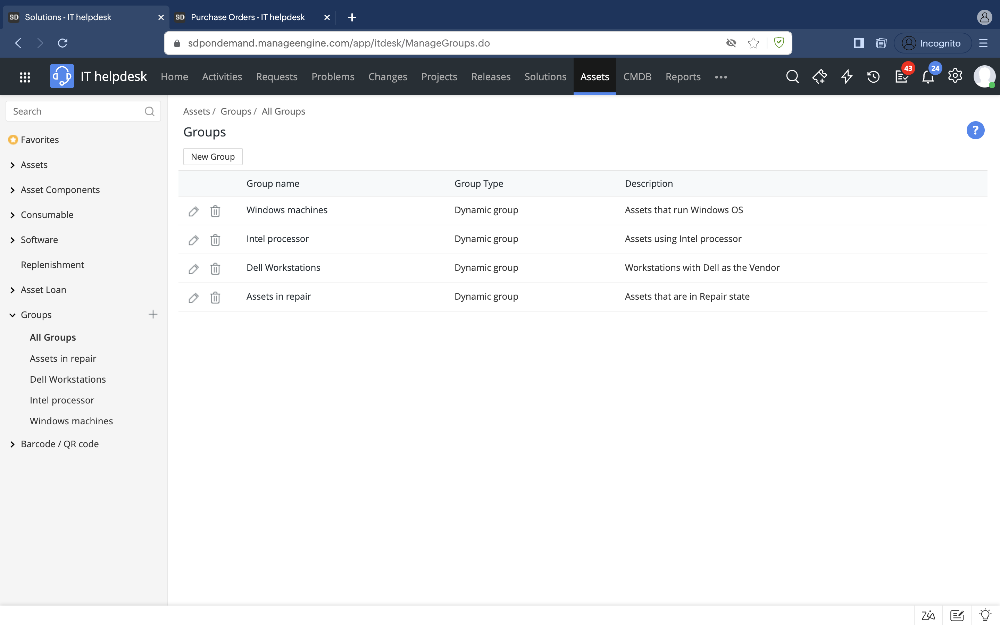 SD Solutions - IT helpdesk
SD Purchase Orders - IT helpdesk
sdpondemand.manageengine.com/app/itdesk/ManageGroups.do
Incognito
IT helpdesk Home Activities Requests Problems Changes Projects Releases Solutions Assets CMDB Reports
43
24
Search
Favorites
Assets
Asset Components
Consumable
Software
Replenishment
Asset Loan
Groups
All Groups
Assets in repair
Dell Workstations
Intel processor
Windows machines
Barcode / QR code
Assets / Groups / All Groups
Groups
?
New Group
Group name Group Type Description
Windows machines Dynamic group Assets that run Windows OS
Intel processor Dynamic group Assets using Intel processor
Dell Workstations Dynamic group Workstations with Dell as the Vendor
Assets in repair Dynamic group Assets that are in Repair state
Zia